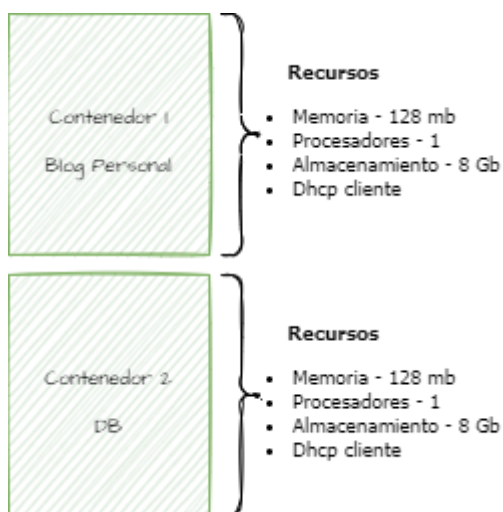 Contenedor 1
Blog Personal
Recursos
• Memoria - 128 mb
• Procesadores - 1
• Almacenamiento - 8 Gb
• Dhcp cliente
Contenedor 2
DB
Recursos
• Memoria - 128 mb
• Procesadores - 1
• Almacenamiento - 8 Gb
• Dhcp cliente